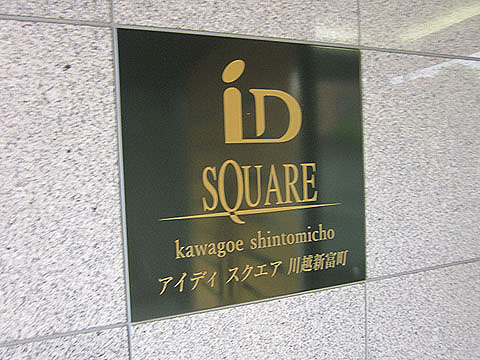 iD
SQUARE
kawagoe shintomicho
アイディ スクエア 川越新富町